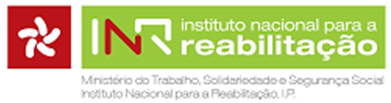 INR instituto nacional para a
reabilitação
Ministério do Trabalho, Solidariedade e Segurança Social
Instituto Nacional para a Reabilitação, I.P.